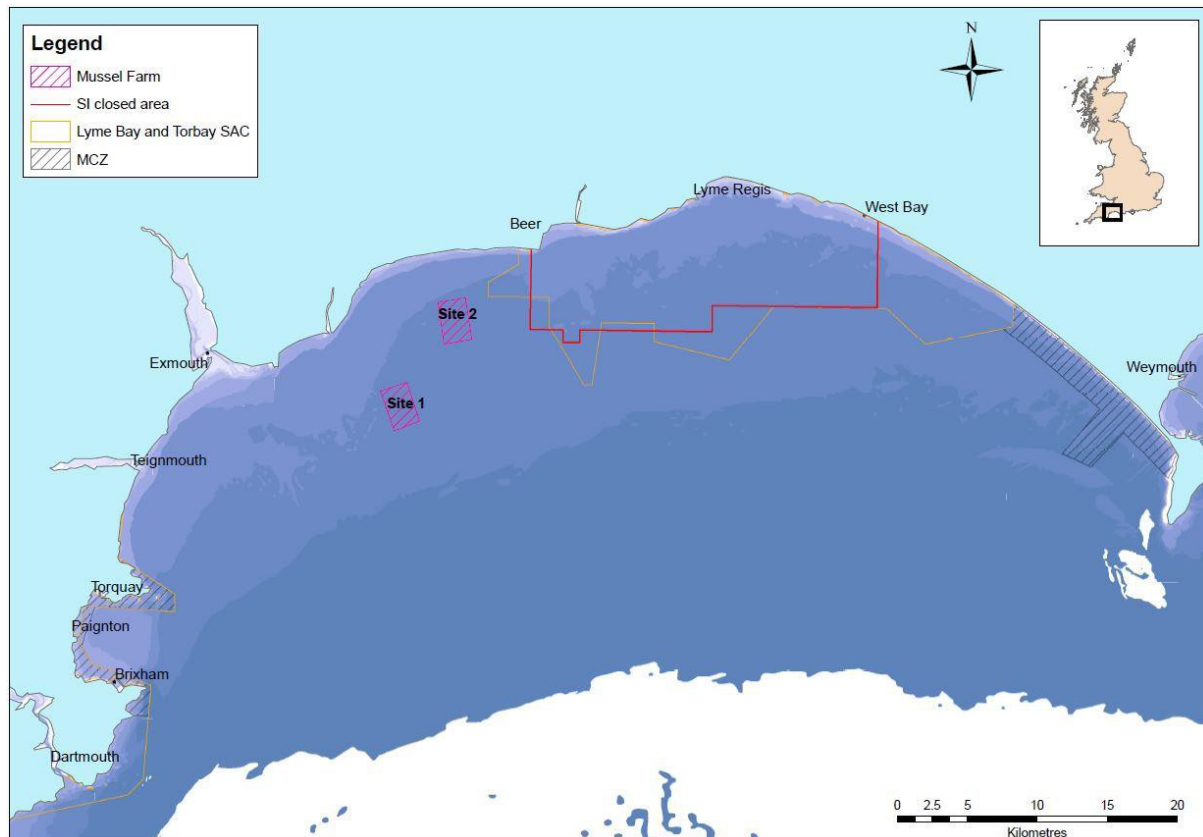 Legend
Mussel Farm
SI closed area
Lyme Bay and Torbay SAC
MCZ
N
Lyme Regis
West Bay
Beer
Site 2
Exmouth
Weymouth
Site 1
Teignmouth
Torquay
Paignton
Brixham
Dartmouth
0 2.5 5 10 15 20
Kilometres